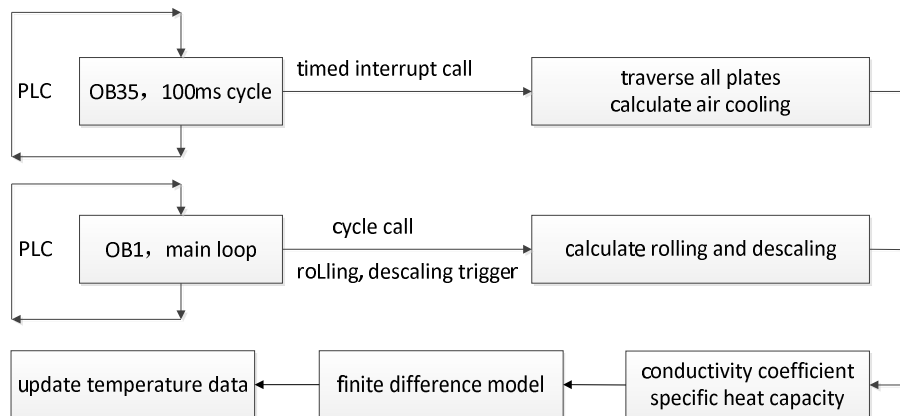 timed interrupt call
PLC
OB35，100ms cycle
traverse all plates
calculate air cooling
cycle call
PLC
OB1，main loop
roLling, descaling trigger
calculate rolling and descaling
update temperature data
finite difference model
conductivity coefficient
specific heat capacity